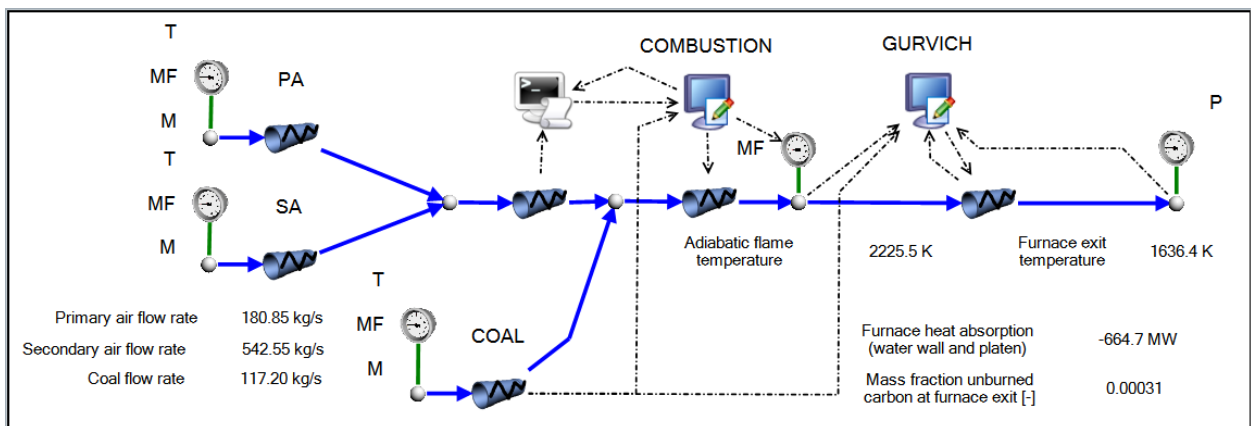 T
MF
M
PA
T
MF
M
SA
COMBUSTION
GURVICH
>_
MF
P
Adiabatic flame
temperature
2225.5 K
Furnace exit
temperature
1636.4 K
T
MF
M
COAL
Primary air flow rate 180.85 kg/s
Secondary air flow rate 542.55 kg/s
Coal flow rate 117.20 kg/s
Furnace heat absorption
(water wall and platen)
-664.7 MW
Mass fraction unburned
carbon at furnace exit [-]
0.00031